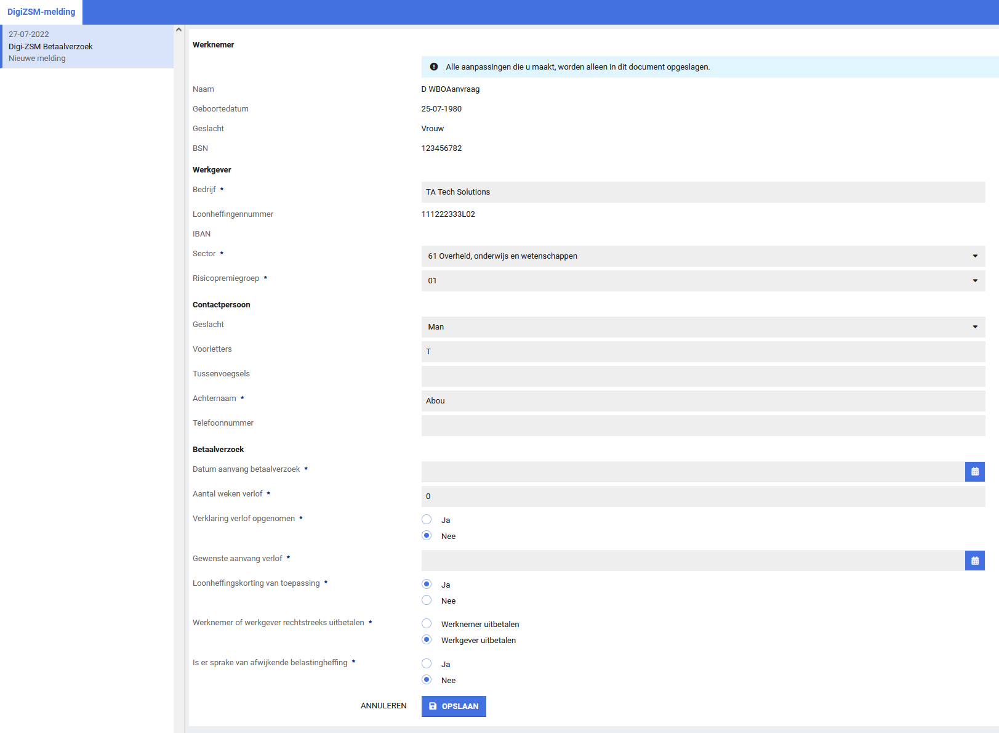 DigiZSM-melding
27-07-2022
Digi-ZSM Betaalverzoek
Nieuwe melding
Werknemer
Alle aanpassingen die u maakt, worden alleen in dit document opgeslagen.
Naam D WBOAanvraag
Geboortedatum 25-07-1980
Geslacht Vrouw
BSN 123456782
Werkgever
Bedrijf * TA Tech Solutions
Loonheffingennummer 111222333L02
IBAN
Sector * 61 Overheid, onderwijs en wetenschappen
Risicopremiegroep * 01
Contactpersoon
Geslacht Man
Voorletters T
Tussenvoegsels
Achternaam * Abou
Telefoonnummer
Betaalverzoek
Datum aanvang betaalverzoek *
Aantal weken verlof * 0
Verklaring verlof opgenomen * Ja
Nee
Gewenste aanvang verlof *
Loonheffingskorting van toepassing * Ja
Nee
Werknemer of werkgever rechtstreeks uitbetalen * Werknemer uitbetalen
Werkgever uitbetalen
Is er sprake van afwijkende belastingheffing * Ja
Nee
ANNULEREN OPSLAAN